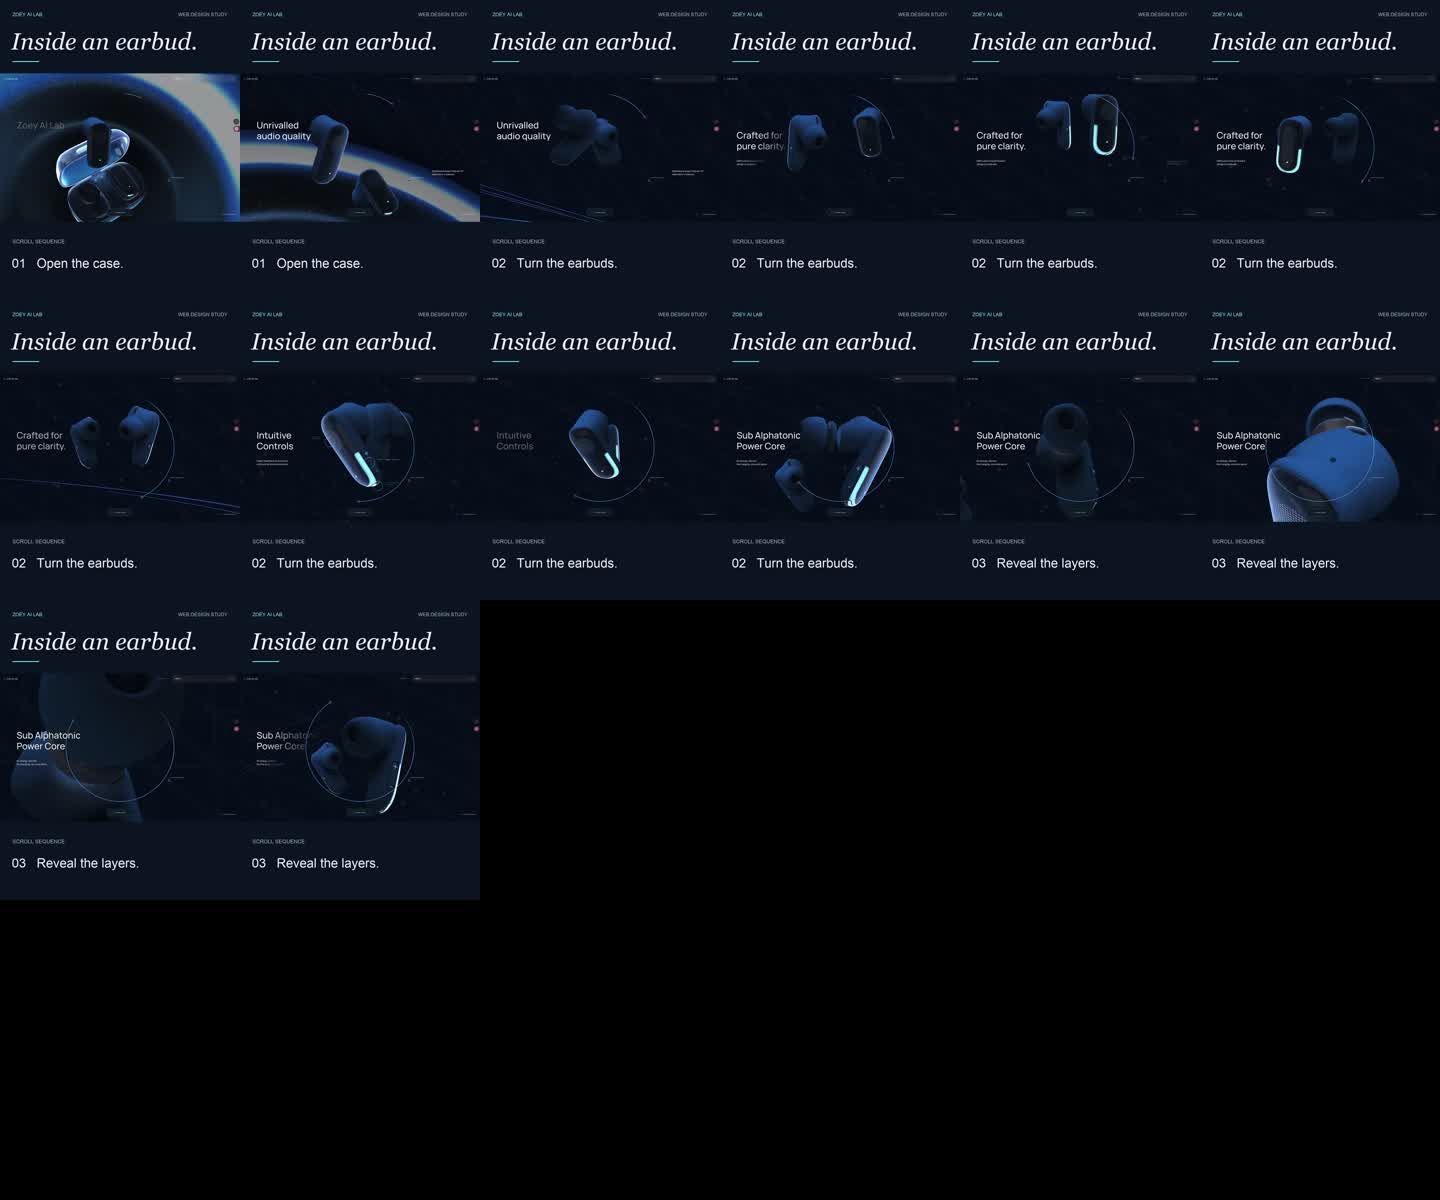 ZOEY AI LAB
WEB DESIGN STUDY
Inside an earbud.
Zoey AI Lab
SCROLL SEQUENCE
01 Open the case.
ZOEY AI LAB
WEB DESIGN STUDY
Inside an earbud.
Unrivalled
audio quality
SCROLL SEQUENCE
01 Open the case.
ZOEY AI LAB
WEB DESIGN STUDY
Inside an earbud.
Unrivalled
audio quality
SCROLL SEQUENCE
02 Turn the earbuds.
ZOEY AI LAB
WEB DESIGN STUDY
Inside an earbud.
Crafted for
pure clarity.
SCROLL SEQUENCE
02 Turn the earbuds.
ZOEY AI LAB
WEB DESIGN STUDY
Inside an earbud.
Crafted for
pure clarity.
SCROLL SEQUENCE
02 Turn the earbuds.
ZOEY AI LAB
WEB DESIGN STUDY
Inside an earbud.
Crafted for
pure clarity.
SCROLL SEQUENCE
02 Turn the earbuds.
ZOEY AI LAB
WEB DESIGN STUDY
Inside an earbud.
Crafted for
pure clarity.
SCROLL SEQUENCE
02 Turn the earbuds.
ZOEY AI LAB
WEB DESIGN STUDY
Inside an earbud.
Intuitive
Controls
SCROLL SEQUENCE
02 Turn the earbuds.
ZOEY AI LAB
WEB DESIGN STUDY
Inside an earbud.
Intuitive
Controls
SCROLL SEQUENCE
02 Turn the earbuds.
ZOEY AI LAB
WEB DESIGN STUDY
Inside an earbud.
Sub Alphatonic
Power Core
SCROLL SEQUENCE
02 Turn the earbuds.
ZOEY AI LAB
WEB DESIGN STUDY
Inside an earbud.
Sub Alphatonic
Power Core
SCROLL SEQUENCE
03 Reveal the layers.
ZOEY AI LAB
WEB DESIGN STUDY
Inside an earbud.
Sub Alphatonic
Power Core
SCROLL SEQUENCE
03 Reveal the layers.
ZOEY AI LAB
WEB DESIGN STUDY
Inside an earbud.
Sub Alphatonic
Power Core
SCROLL SEQUENCE
03 Reveal the layers.
ZOEY AI LAB
WEB DESIGN STUDY
Inside an earbud.
Sub Alphatonic
Power Core
SCROLL SEQUENCE
03 Reveal the layers.